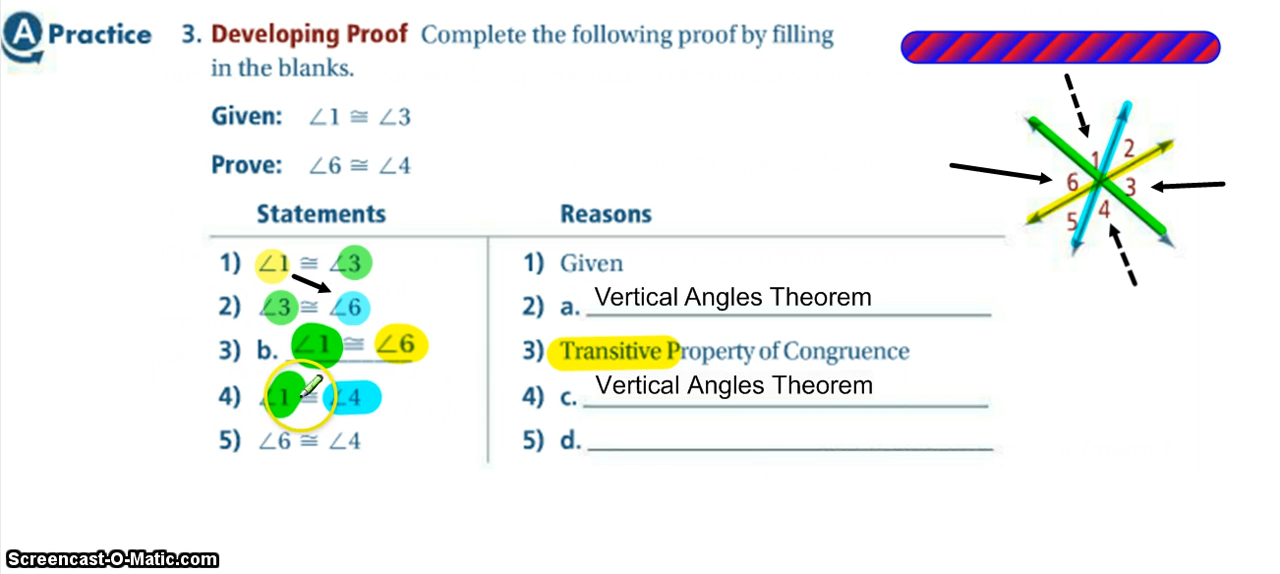 A Practice 3. Developing Proof Complete the following proof by filling
in the blanks.
Given: ∠1 ≅ ∠3
Prove: ∠6 ≅ ∠4
Statements Reasons
1) ∠1 ≅ ∠3 1) Given
2) ∠3 ≅ ∠6 2) a. Vertical Angles Theorem
3) b. ∠1 ≅ ∠6 3) Transitive Property of Congruence
4) ∠1 ≅ ∠4 4) c. Vertical Angles Theorem
5) ∠6 ≅ ∠4 5) d.
1 2
6 3
5 4
Screencast-O-Matic.com